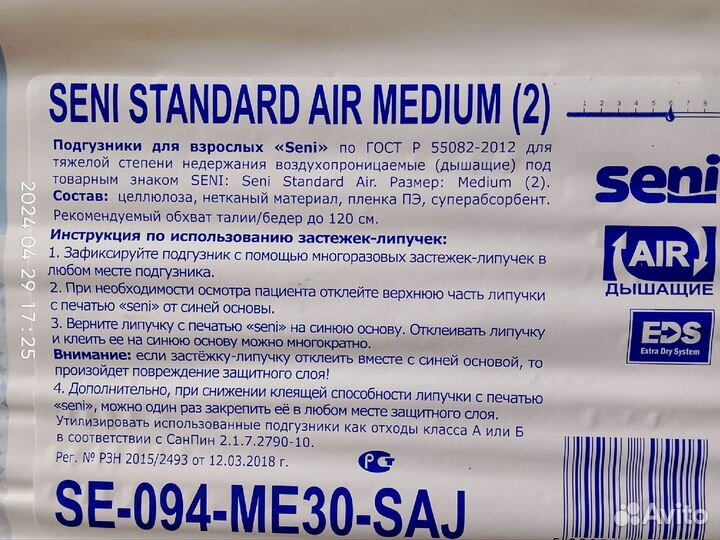 SENI STANDARD AIR MEDIUM (2)
1 2 3 4 5 6 7 8
Подгузники для взрослых «Seni» по ГОСТ Р 55082-2012 для
тяжелой степени недержания воздухопроницаемые (дышащие) под
товарным знаком SENI: Seni Standard Air. Размер: Medium (2).
Состав: целлюлоза, нетканый материал, пленка ПЭ, суперабсорбент.
Рекомендуемый обхват талии/бедер до 120 см.
Инструкция по использованию застежек-липучек:
1. Зафиксируйте подгузник с помощью многоразовых застежек-липучек в
любом месте подгузника.
2. При необходимости осмотра пациента отклейте верхнюю часть липучки
с печатью «seni» от синей основы.
3. Верните липучку с печатью «seni» на синюю основу. Отклеивать липучку
и клеить ее на синюю основу можно многократно.
Внимание: если застёжку-липучку отклеить вместе с синей основой, то
произойдет повреждение защитного слоя!
4. Дополнительно, при снижении клеящей способности липучки с печатью
«seni», можно один раз закрепить её в любом месте защитного слоя.
Утилизировать использованные подгузники как отходы класса А или Б
в соответствии с СанПин 2.1.7.2790-10.
Рег. № РЗН 2015/2493 от 12.03.2018 г.
SE-094-ME30-SAJ
seni
AIR
ДЫШАЩИЕ
EDS
Extra Dry System
2024 04 29 17:25
Avito